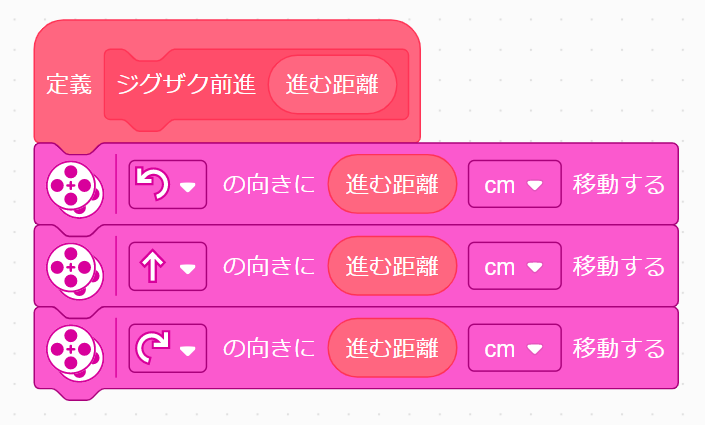 定義 ジグザク前進 進む距離
の向きに 進む距離 cm 移動する
の向きに 進む距離 cm 移動する
の向きに 進む距離 cm 移動する